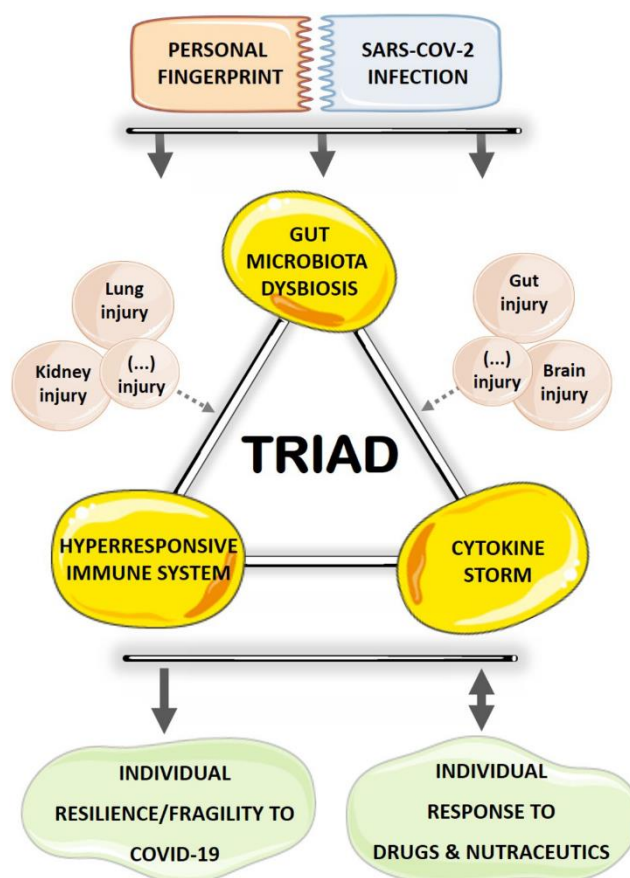 PERSONAL
FINGERPRINT
SARS-COV-2
INFECTION
GUT
MICROBIOTA
DYSBIOSIS
Lung
injury
Kidney
injury
(...)
injury
Gut
injury
(...)
injury
Brain
injury
TRIAD
HYPERRESPONSIVE
IMMUNE SYSTEM
CYTOKINE
STORM
INDIVIDUAL
RESILIENCE/FRAGILITY TO
COVID-19
INDIVIDUAL
RESPONSE TO
DRUGS & NUTRACEUTICS